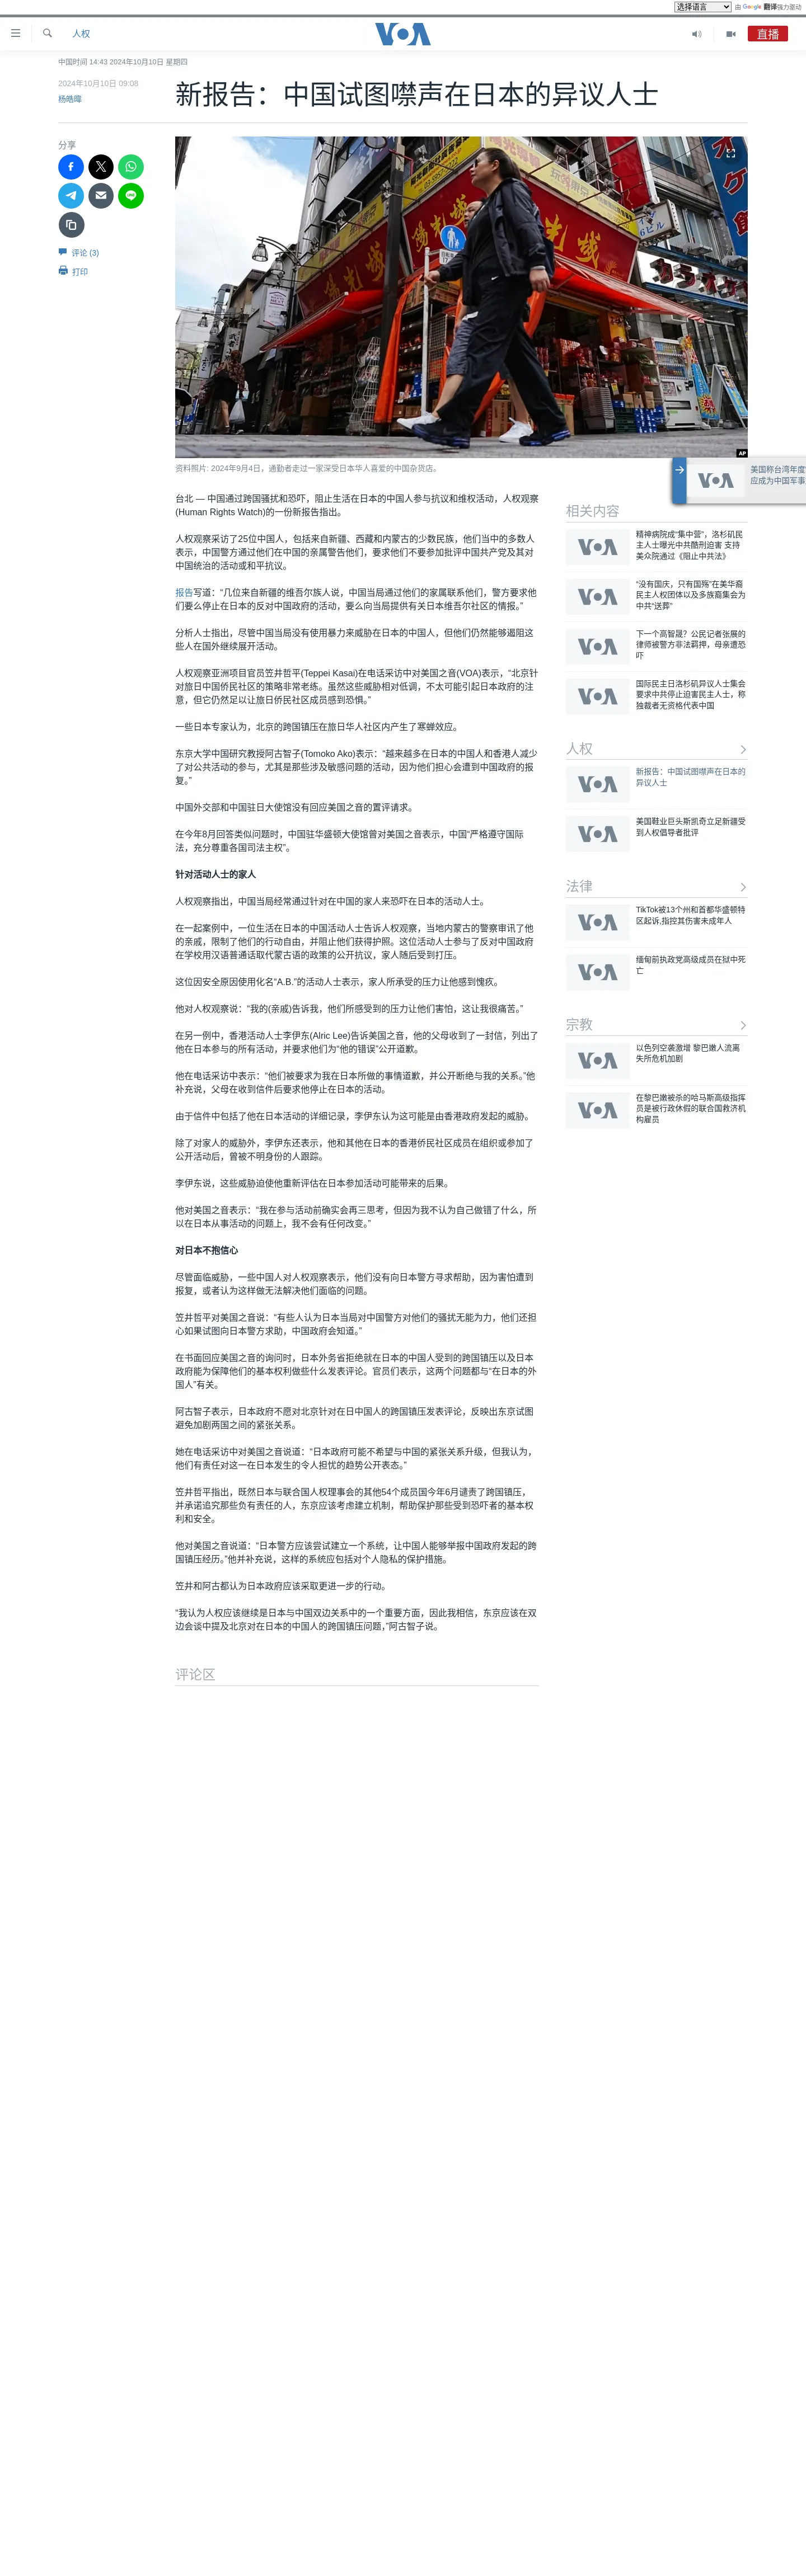 选择语言 由 Google 翻译强力驱动
人权
VOA
直播
中国时间 14:43 2024年10月10日 星期四
2024年10月10日 09:08
杨皓暐
新报告：中国试图噤声在日本的异议人士
分享
评论 (3)
打印
AP
资料照片: 2024年9月4日，通勤者走过一家深受日本华人喜爱的中国杂货店。
台北 — 中国通过跨国骚扰和恐吓，阻止生活在日本的中国人参与抗议和维权活动，人权观察
(Human Rights Watch)的一份新报告指出。
人权观察采访了25位中国人，包括来自新疆、西藏和内蒙古的少数民族，他们当中的多数人
表示，中国警方通过他们在中国的亲属警告他们，要求他们不要参加批评中国共产党及其对
中国统治的活动或和平抗议。
报告写道：“几位来自新疆的维吾尔族人说，中国当局通过他们的家属联系他们，警方要求他
们要么停止在日本的反对中国政府的活动，要么向当局提供有关日本维吾尔社区的情报。”
分析人士指出，尽管中国当局没有使用暴力来威胁在日本的中国人，但他们仍然能够遏阻这
些人在国外继续展开活动。
人权观察亚洲项目官员笠井哲平(Teppei Kasai)在电话采访中对美国之音(VOA)表示，“北京针
对旅日中国侨民社区的策略非常老练。虽然这些威胁相对低调，不太可能引起日本政府的注
意，但它仍然足以让旅日侨民社区成员感到恐惧。”
一些日本专家认为，北京的跨国镇压在旅日华人社区内产生了寒蝉效应。
东京大学中国研究教授阿古智子(Tomoko Ako)表示：“越来越多在日本的中国人和香港人减少
了对公共活动的参与，尤其是那些涉及敏感问题的活动，因为他们担心会遭到中国政府的报
复。”
中国外交部和中国驻日大使馆没有回应美国之音的置评请求。
在今年8月回答类似问题时，中国驻华盛顿大使馆曾对美国之音表示，中国“严格遵守国际
法，充分尊重各国司法主权”。
针对活动人士的家人
人权观察指出，中国当局经常通过针对在中国的家人来恐吓在日本的活动人士。
在一起案例中，一位生活在日本的中国活动人士告诉人权观察，当地内蒙古的警察审讯了他
的亲戚，限制了他们的行动自由，并阻止他们获得护照。这位活动人士参与了反对中国政府
在学校用汉语普通话取代蒙古语的政策的公开抗议，家人随后受到打压。
这位因安全原因使用化名“A.B.”的活动人士表示，家人所承受的压力让他感到愧疚。
他对人权观察说：“我的(亲戚)告诉我，他们所感受到的压力让他们害怕，这让我很痛苦。”
在另一例中，香港活动人士李伊东(Alric Lee)告诉美国之音，他的父母收到了一封信，列出了
他在日本参与的所有活动，并要求他们为“他的错误”公开道歉。
他在电话采访中表示：“他们被要求为我在日本所做的事情道歉，并公开断绝与我的关系。”他
补充说，父母在收到信件后要求他停止在日本的活动。
由于信件中包括了他在日本活动的详细记录，李伊东认为这可能是由香港政府发起的威胁。
除了对家人的威胁外，李伊东还表示，他和其他在日本的香港侨民社区成员在组织或参加了
公开活动后，曾被不明身份的人跟踪。
李伊东说，这些威胁迫使他重新评估在日本参加活动可能带来的后果。
他对美国之音表示：“我在参与活动前确实会再三思考，但因为我不认为自己做错了什么，所
以在日本从事活动的问题上，我不会有任何改变。”
对日本不抱信心
尽管面临威胁，一些中国人对人权观察表示，他们没有向日本警方寻求帮助，因为害怕遭到
报复，或者认为这样做无法解决他们面临的问题。
笠井哲平对美国之音说：“有些人认为日本当局对中国警方对他们的骚扰无能为力，他们还担
心如果试图向日本警方求助，中国政府会知道。”
在书面回应美国之音的询问时，日本外务省拒绝就在日本的中国人受到的跨国镇压以及日本
政府能为保障他们的基本权利做些什么发表评论。官员们表示，这两个问题都与“在日本的外
国人”有关。
阿古智子表示，日本政府不愿对北京针对在日中国人的跨国镇压发表评论，反映出东京试图
避免加剧两国之间的紧张关系。
她在电话采访中对美国之音说道：“日本政府可能不希望与中国的紧张关系升级，但我认为，
他们有责任对这一在日本发生的令人担忧的趋势公开表态。”
笠井哲平指出，既然日本与联合国人权理事会的其他54个成员国今年6月谴责了跨国镇压，
并承诺追究那些负有责任的人，东京应该考虑建立机制，帮助保护那些受到恐吓者的基本权
利和安全。
他对美国之音说道：“日本警方应该尝试建立一个系统，让中国人能够举报中国政府发起的跨
国镇压经历。”他并补充说，这样的系统应包括对个人隐私的保护措施。
笠井和阿古都认为日本政府应该采取更进一步的行动。
“我认为人权应该继续是日本与中国双边关系中的一个重要方面，因此我相信，东京应该在双
边会谈中提及北京对在日本的中国人的跨国镇压问题，”阿古智子说。
评论区
VOA
美国称台湾年度
应成为中国军事
相关内容
VOA
精神病院成“集中营”，洛杉矶民
主人士曝光中共酷刑迫害 支持
美众院通过《阻止中共法》
VOA
“没有国庆，只有国殇”在美华裔
民主人权团体以及多族裔集会为
中共“送葬”
VOA
下一个高智晟？公民记者张展的
律师被警方非法羁押，母亲遭恐
吓
VOA
国际民主日洛杉矶异议人士集会
要求中共停止迫害民主人士，称
独裁者无资格代表中国
人权
VOA
新报告：中国试图噤声在日本的
异议人士
VOA
美国鞋业巨头斯凯奇立足新疆受
到人权倡导者批评
法律
VOA
TikTok被13个州和首都华盛顿特
区起诉,指控其伤害未成年人
VOA
缅甸前执政党高级成员在狱中死
亡
宗教
VOA
以色列空袭激增 黎巴嫩人流离
失所危机加剧
VOA
在黎巴嫩被杀的哈马斯高级指挥
员是被行政休假的联合国救济机
构雇员